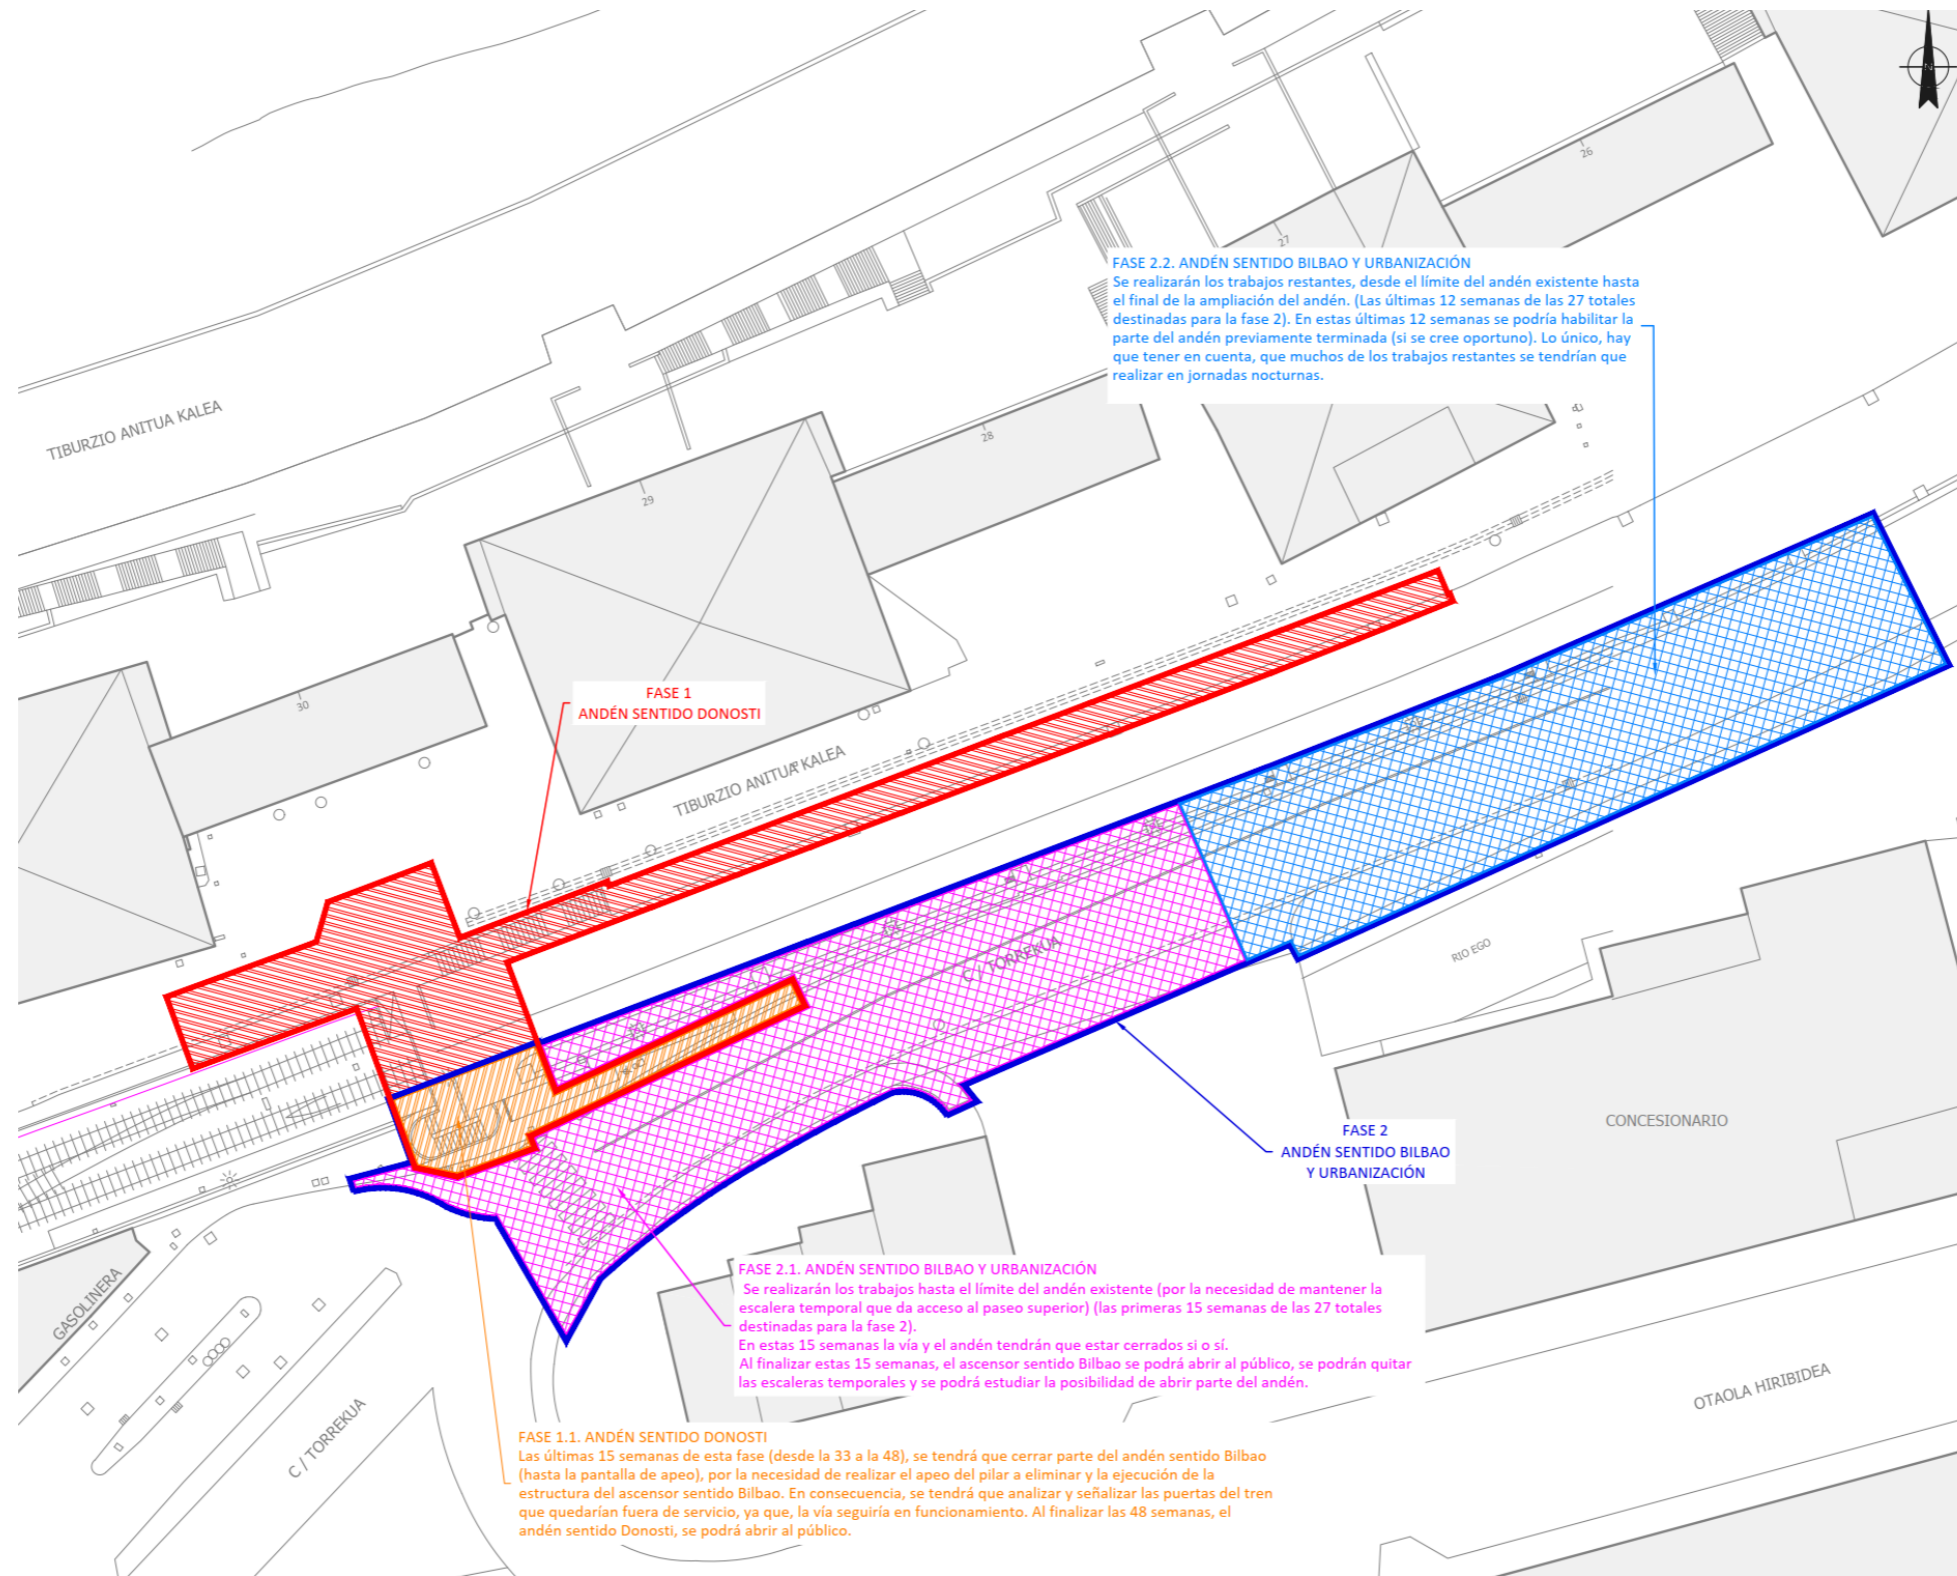 N
26
27
FASE 2.2. ANDÉN SENTIDO BILBAO Y URBANIZACIÓN
Se realizarán los trabajos restantes, desde el límite del andén existente hasta
el final de la ampliación del andén. (Las últimas 12 semanas de las 27 totales
destinadas para la fase 2). En estas últimas 12 semanas se podría habilitar la
parte del andén previamente terminada (si se cree oportuno). Lo único, hay
que tener en cuenta, que muchos de los trabajos restantes se tendrían que
realizar en jornadas nocturnas.
TIBURZIO ANITUA KALEA
28
29
30
FASE 1
ANDÉN SENTIDO DONOSTI
TIBURZIO ANITUA KALEA
C / TORREKUA
RIO EGO
CONCESIONARIO
FASE 2
ANDÉN SENTIDO BILBAO
Y URBANIZACIÓN
FASE 2.1. ANDÉN SENTIDO BILBAO Y URBANIZACIÓN
Se realizarán los trabajos hasta el límite del andén existente (por la necesidad de mantener la
escalera temporal que da acceso al paseo superior) (las primeras 15 semanas de las 27 totales
destinadas para la fase 2).
En estas 15 semanas la vía y el andén tendrán que estar cerrados si o sí.
Al finalizar estas 15 semanas, el ascensor sentido Bilbao se podrá abrir al público, se podrán quitar
las escaleras temporales y se podrá estudiar la posibilidad de abrir parte del andén.
GASOLINERA
OTAOLA HIRIBIDEA
C / TORREKUA
FASE 1.1. ANDÉN SENTIDO DONOSTI
Las últimas 15 semanas de esta fase (desde la 33 a la 48), se tendrá que cerrar parte del andén sentido Bilbao
(hasta la pantalla de apeo), por la necesidad de realizar el apeo del pilar a eliminar y la ejecución de la
estructura del ascensor sentido Bilbao. En consecuencia, se tendrá que analizar y señalizar las puertas del tren
que quedarían fuera de servicio, ya que, la vía seguiría en funcionamiento. Al finalizar las 48 semanas, el
andén sentido Donosti, se podrá abrir al público.